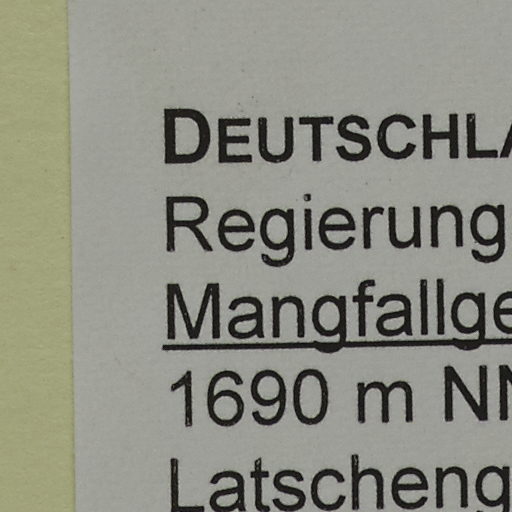 DEUTSCHLA
Regierung
Mangfallge
1690 m NN
Latscheng